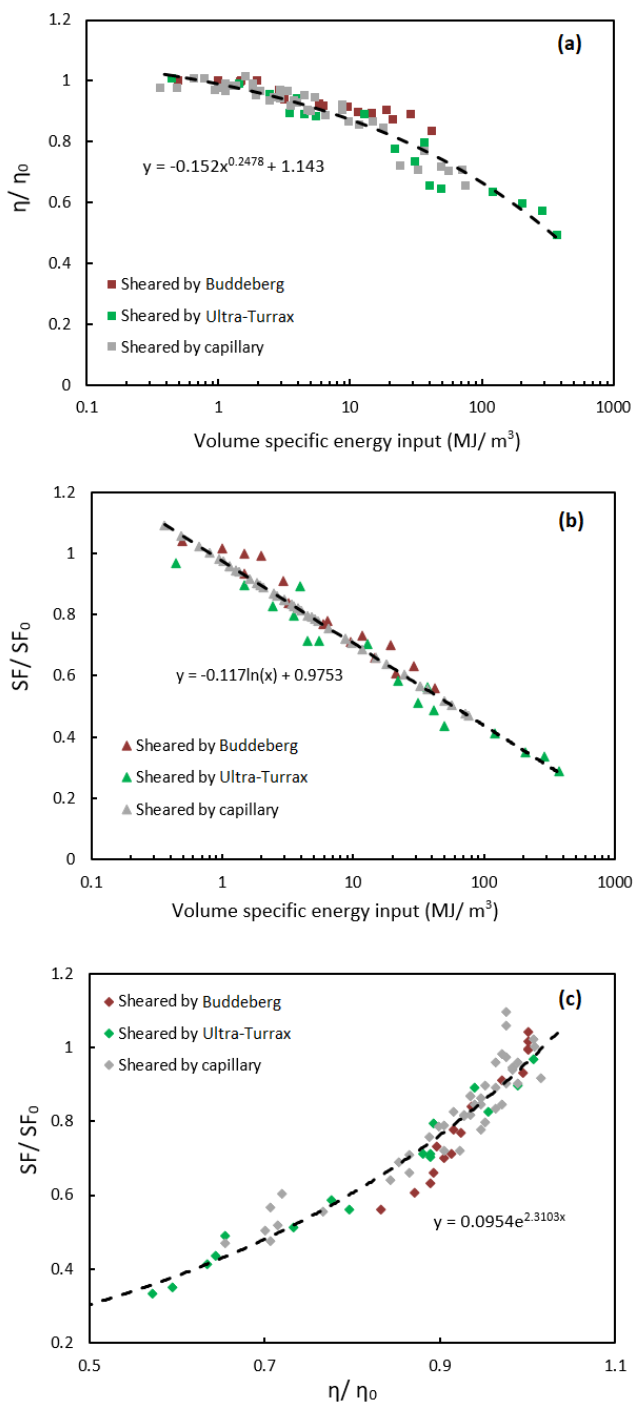 (a)
1.2
1
0.8
0.6
0.4
0.2
0
η/ η₀
y = -0.152x^0.2478 + 1.143
Sheared by Buddeberg
Sheared by Ultra-Turrax
Sheared by capillary
0.1 1 10 100 1000
Volume specific energy input (MJ/ m³)
(b)
1.2
1
0.8
0.6
0.4
0.2
0
SF/ SF₀
y = -0.117ln(x) + 0.9753
Sheared by Buddeberg
Sheared by Ultra-Turrax
Sheared by capillary
0.1 1 10 100 1000
Volume specific energy input (MJ/ m³)
(c)
1.2
1
0.8
0.6
0.4
0.2
SF/ SF₀
Sheared by Buddeberg
Sheared by Ultra-Turrax
Sheared by capillary
y = 0.0954e^2.3103x
0.5 0.7 0.9 1.1
η/ η₀